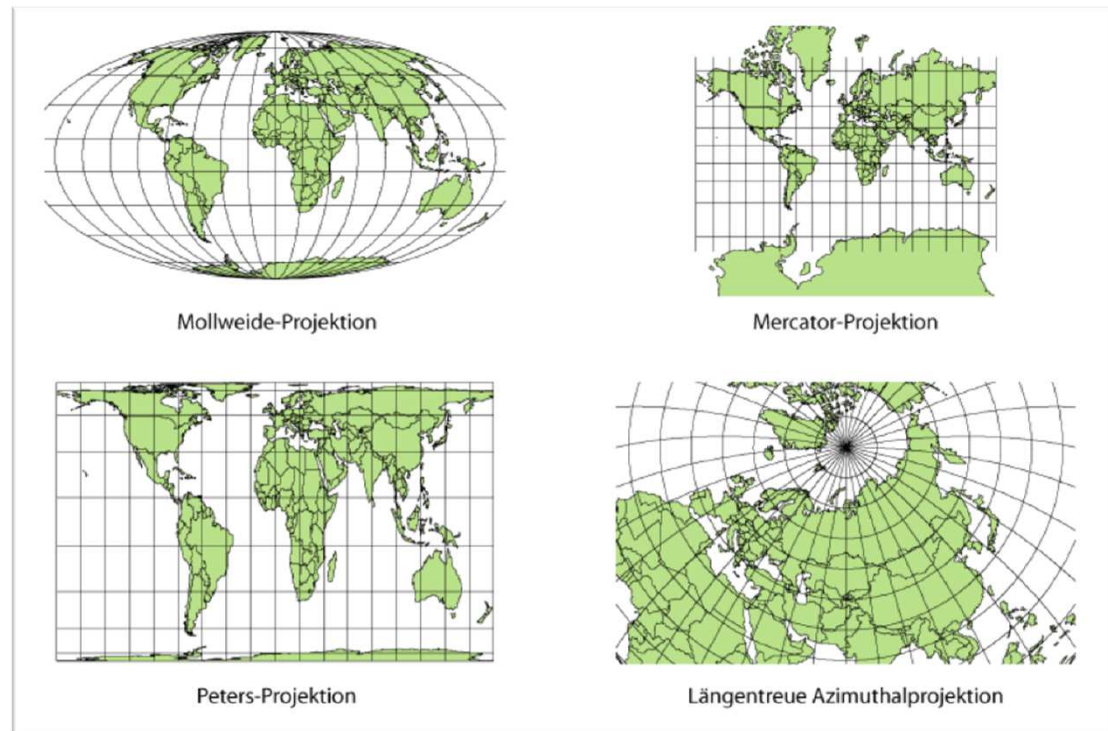 Mollweide-Projektion
Mercator-Projektion
Peters-Projektion
Längentreue Azimuthalprojektion